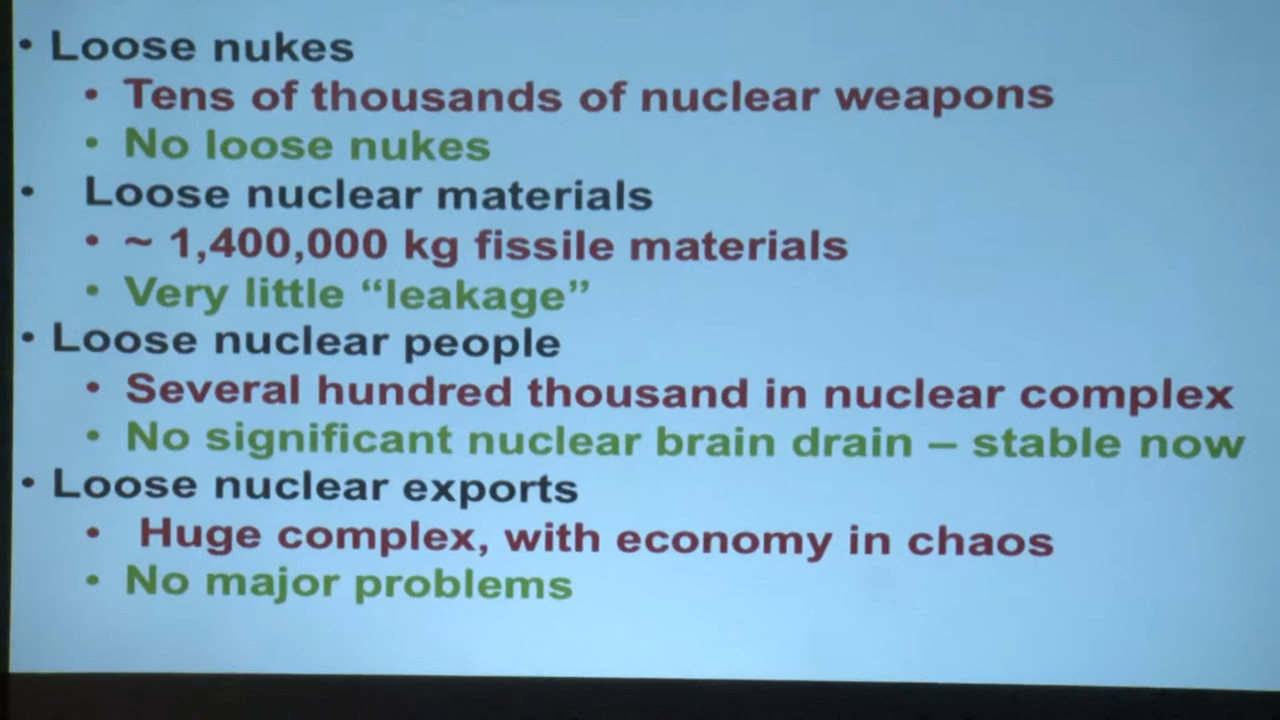 • Loose nukes
• Tens of thousands of nuclear weapons
• No loose nukes
• Loose nuclear materials
• ~ 1,400,000 kg fissile materials
• Very little “leakage”
• Loose nuclear people
• Several hundred thousand in nuclear complex
• No significant nuclear brain drain – stable now
• Loose nuclear exports
• Huge complex, with economy in chaos
• No major problems